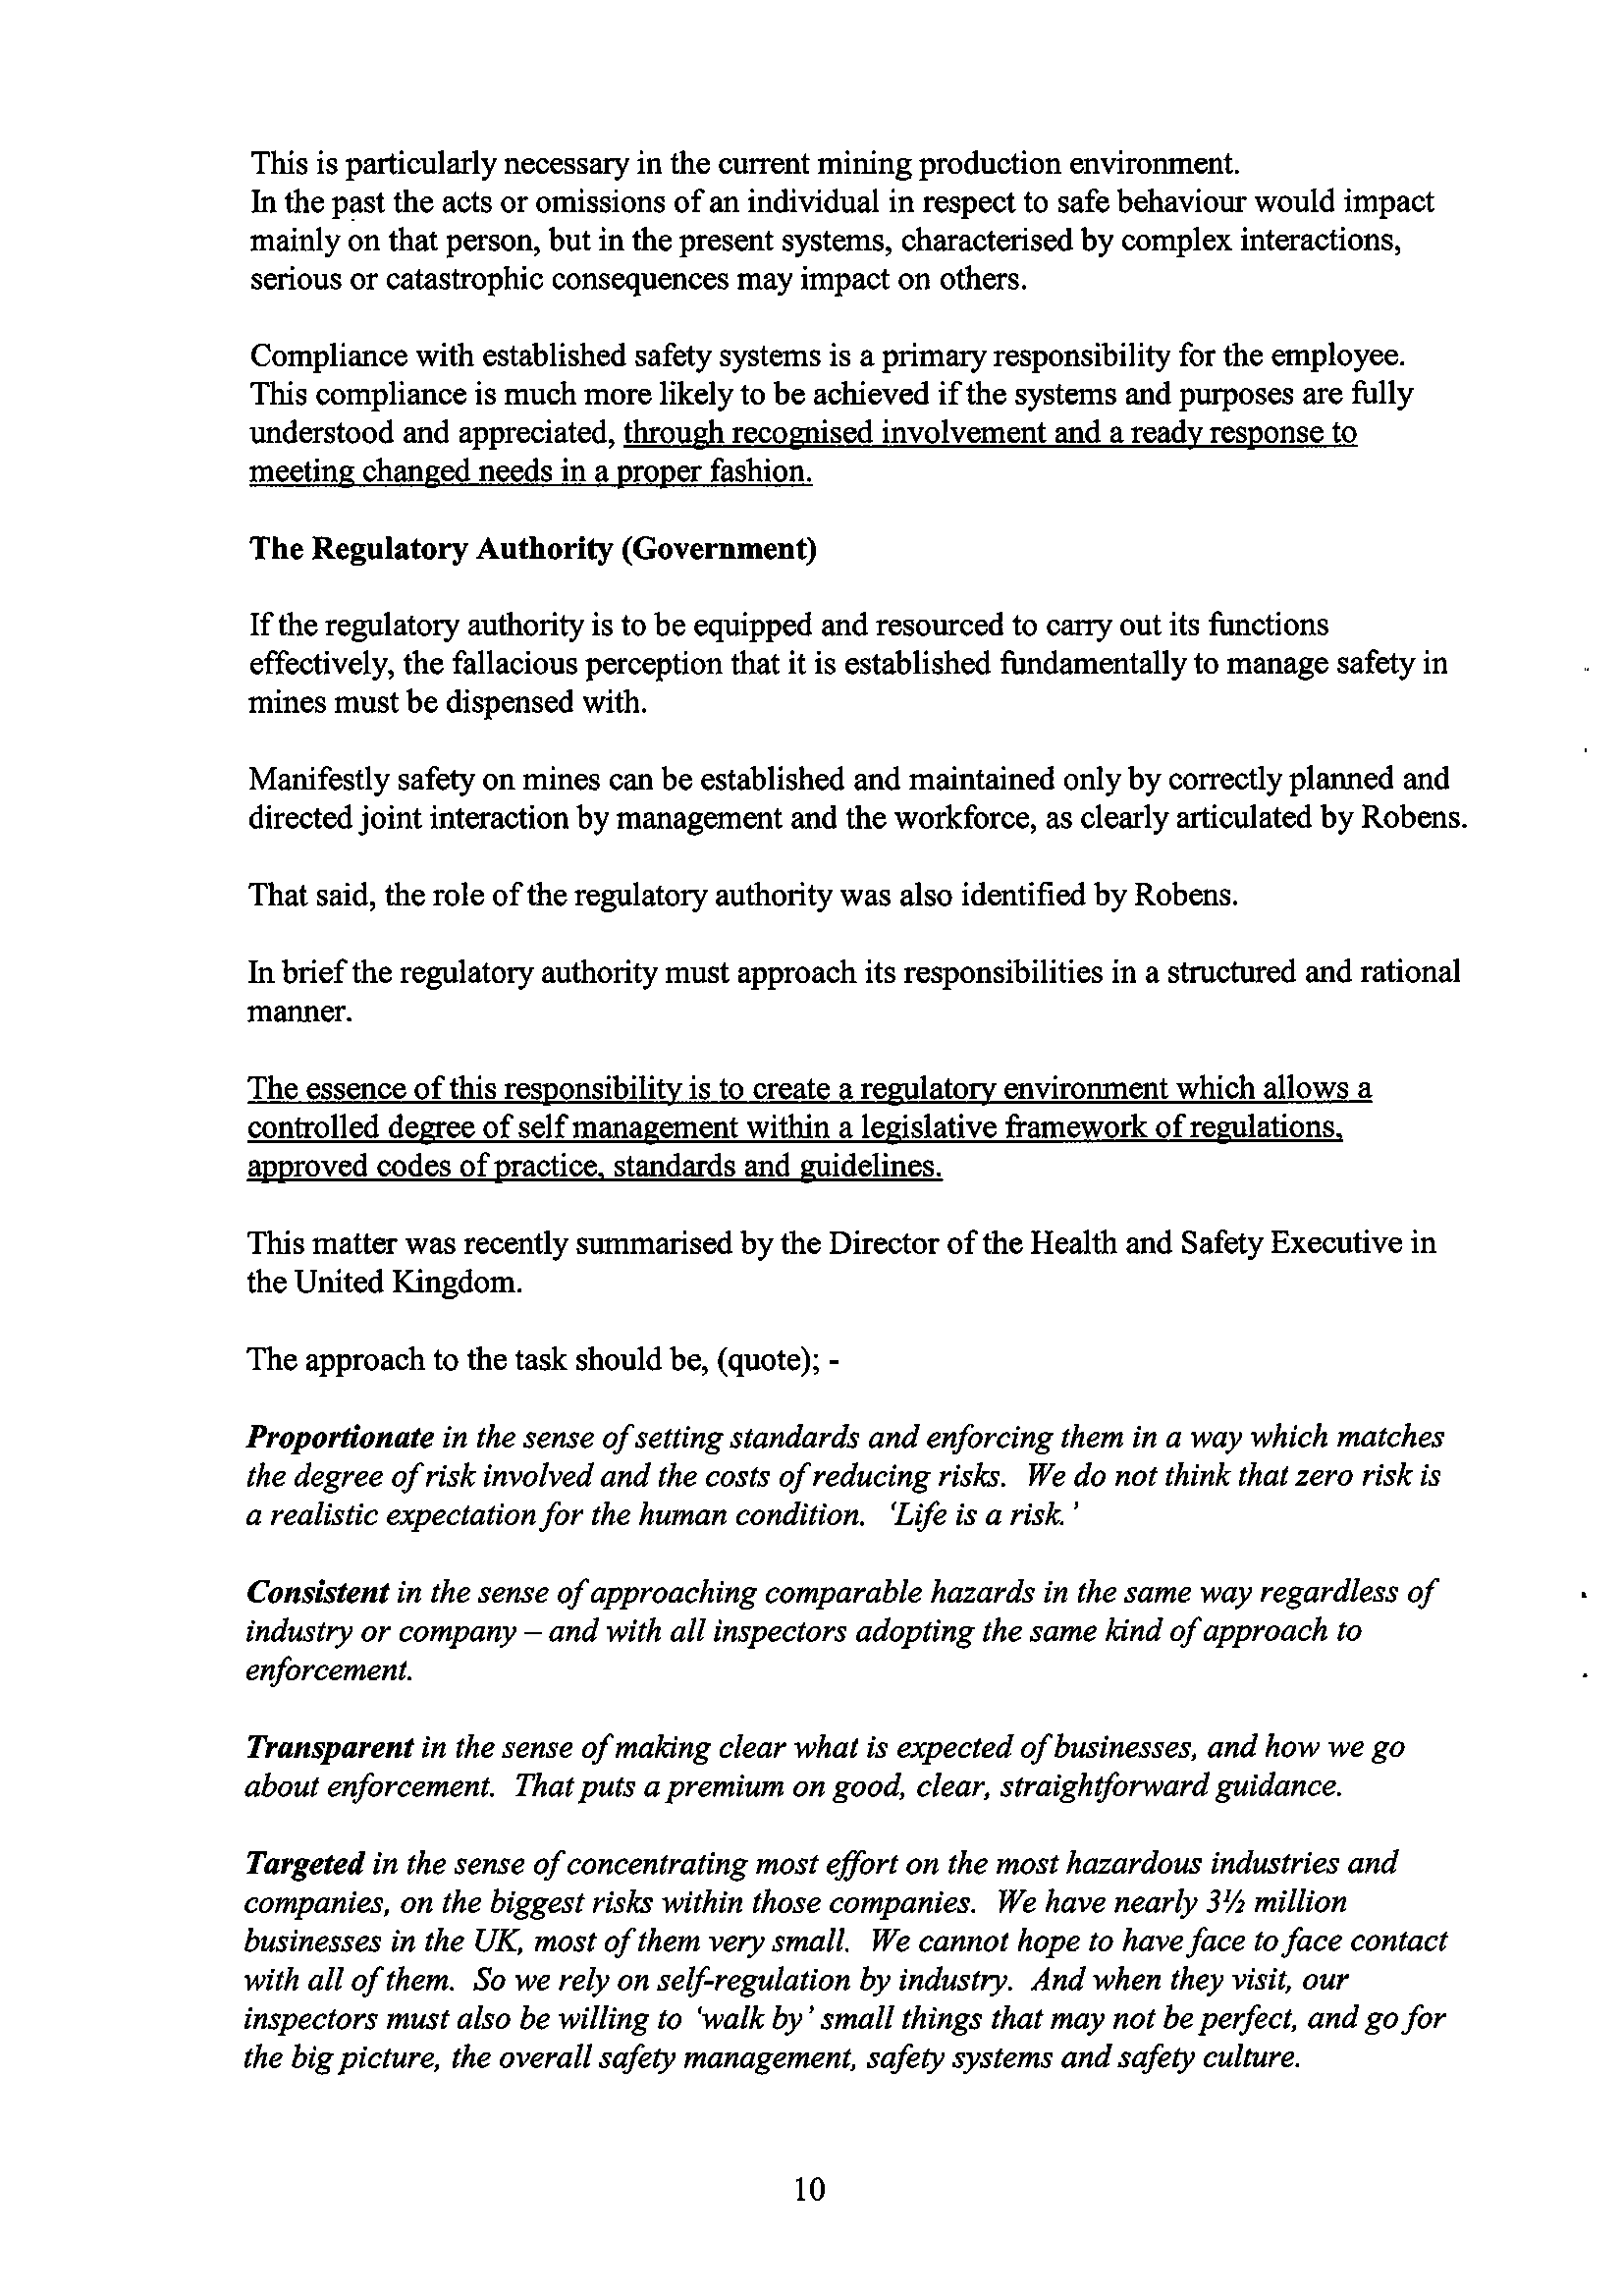 This is particularly necessary in the current mining production environment.
In the past the acts or omissions of an individual in respect to safe behaviour would impact
mainly on that person, but in the present systems, characterised by complex interactions,
serious or catastrophic consequences may impact on others.
Compliance with established safety systems is a primary responsibility for the employee.
This compliance is much more likely to be achieved if the systems and purposes are fully
understood and appreciated, through recognised involvement and a ready response to
meeting changed needs in a proper fashion.
The Regulatory Authority (Government)
If the regulatory authority is to be equipped and resourced to carry out its functions
effectively, the fallacious perception that it is established fundamentally to manage safety in
mines must be dispensed with.
Manifestly safety on mines can be established and maintained only by correctly planned and
directed joint interaction by management and the workforce, as clearly articulated by Robens.
That said, the role of the regulatory authority was also identified by Robens.
In brief the regulatory authority must approach its responsibilities in a structured and rational
manner.
The essence of this responsibility is to create a regulatory environment which allows a
controlled degree of self management within a legislative framework of regulations,
approved codes of practice, standards and guidelines.
This matter was recently summarised by the Director of the Health and Safety Executive in
the United Kingdom.
The approach to the task should be, (quote); -
Proportionate in the sense of setting standards and enforcing them in a way which matches
the degree of risk involved and the costs of reducing risks. We do not think that zero risk is
a realistic expectation for the human condition. 'Life is a risk.'
Consistent in the sense of approaching comparable hazards in the same way regardless of
industry or company – and with all inspectors adopting the same kind of approach to
enforcement.
Transparent in the sense of making clear what is expected of businesses, and how we go
about enforcement. That puts a premium on good, clear, straightforward guidance.
Targeted in the sense of concentrating most effort on the most hazardous industries and
companies, on the biggest risks within those companies. We have nearly 3½ million
businesses in the UK, most of them very small. We cannot hope to have face to face contact
with all of them. So we rely on self-regulation by industry. And when they visit, our
inspectors must also be willing to 'walk by' small things that may not be perfect, and go for
the big picture, the overall safety management, safety systems and safety culture.
10